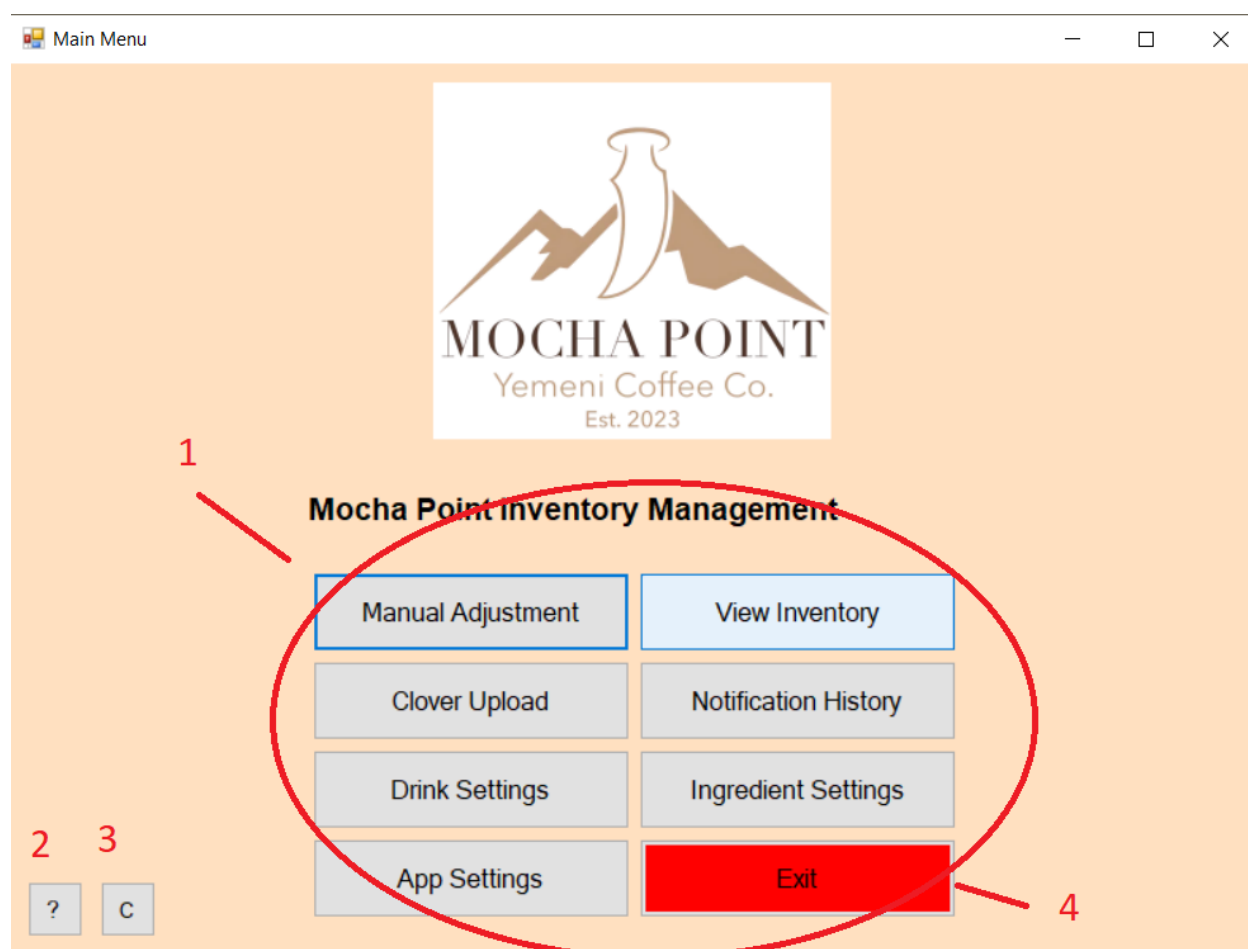 Main Menu
MOCHA POINT
Yemeni Coffee Co.
Est. 2023
1
Mocha Point Inventory Management
Manual Adjustment
View Inventory
Clover Upload
Notification History
Drink Settings
Ingredient Settings
2
3
App Settings
Exit
4
?
C